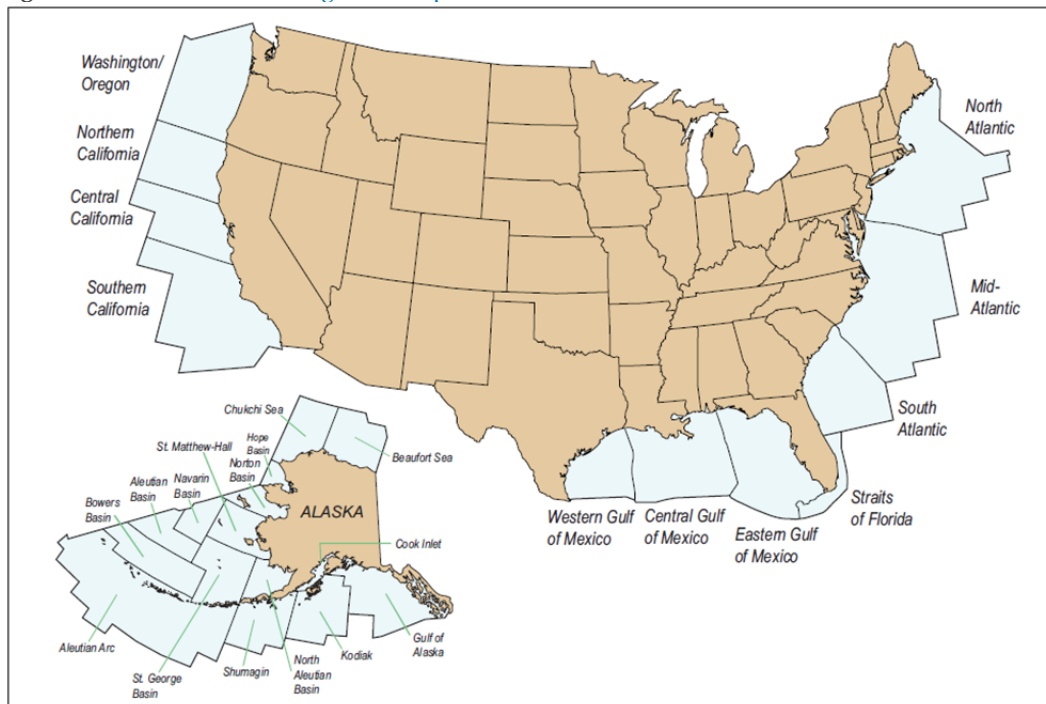 Washington/
Oregon
Northern
California
Central
California
Southern
California
North
Atlantic
Mid-
Atlantic
South
Atlantic
Straits
of Florida
Eastern Gulf
of Mexico
Central Gulf
of Mexico
Western Gulf
of Mexico
Chukchi Sea
Beaufort Sea
St. Matthew-Hall
Hope
Basin
Norton
Basin
Navarin
Basin
Aleutian
Basin
Bowers
Basin
ALASKA
Cook Inlet
Aleutian Arc
St. George
Basin
Shumagin
North
Aleutian
Basin
Kodiak
Gulf of
Alaska